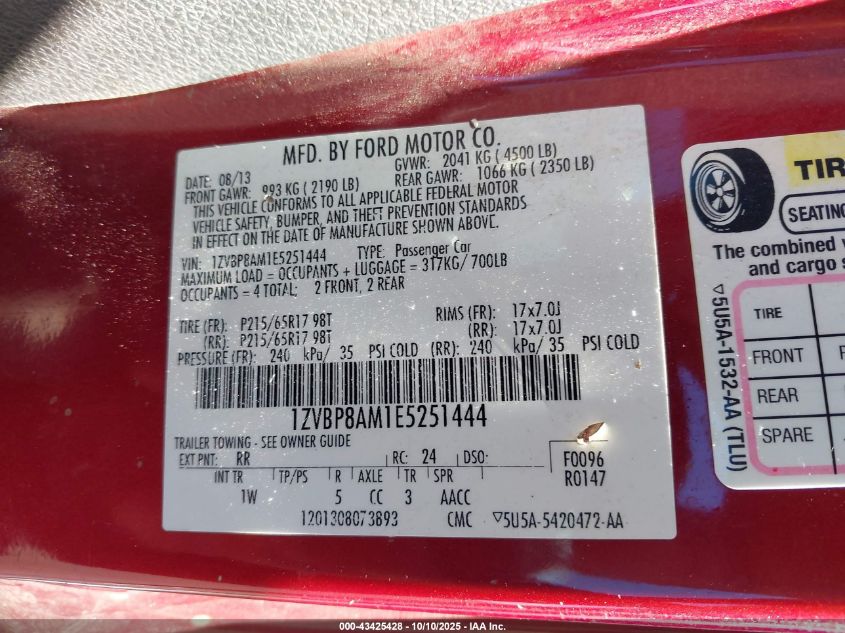 MFD. BY FORD MOTOR CO.
DATE: 08/13 GVWR: 2041 KG ( 4500 LB)
FRONT GAWR: 993 KG ( 2190 LB) REAR GAWR: 1066 KG ( 2350 LB)
THIS VEHICLE CONFORMS TO ALL APPLICABLE FEDERAL MOTOR
VEHICLE SAFETY, BUMPER, AND THEFT PREVENTION STANDARDS
IN EFFECT ON THE DATE OF MANUFACTURE SHOWN ABOVE.
VIN: 1ZVBP8AM1E5251444 TYPE: Passenger Car
MAXIMUM LOAD = OCCUPANTS + LUGGAGE = 317KG/ 700LB
OCCUPANTS = 4 TOTAL: 2 FRONT, 2 REAR
TIRE (FR): P215/65R17 98T RIMS (FR): 17x7.0J
(RR): P215/65R17 98T (RR): 17x7.0J
PRESSURE (FR): 240 kPa/ 35 PSI COLD (RR): 240 kPa/ 35 PSI COLD
1ZVBP8AM1E5251444
TRAILER TOWING - SEE OWNER GUIDE
EXT PNT: RR RC: 24 DSO: F0096
INT TR TP/PS R AXLE TR SPR R0147
1W 5 CC 3 AACC
1201308073893 CMC ▽5U5A-5420472-AA
TIR
SEATING
The combined
and cargo
TIRE
FRONT
REAR
SPARE
▽5U5A-1532-AA (TLU)
000-43425428 - 10/10/2025 - IAA Inc.